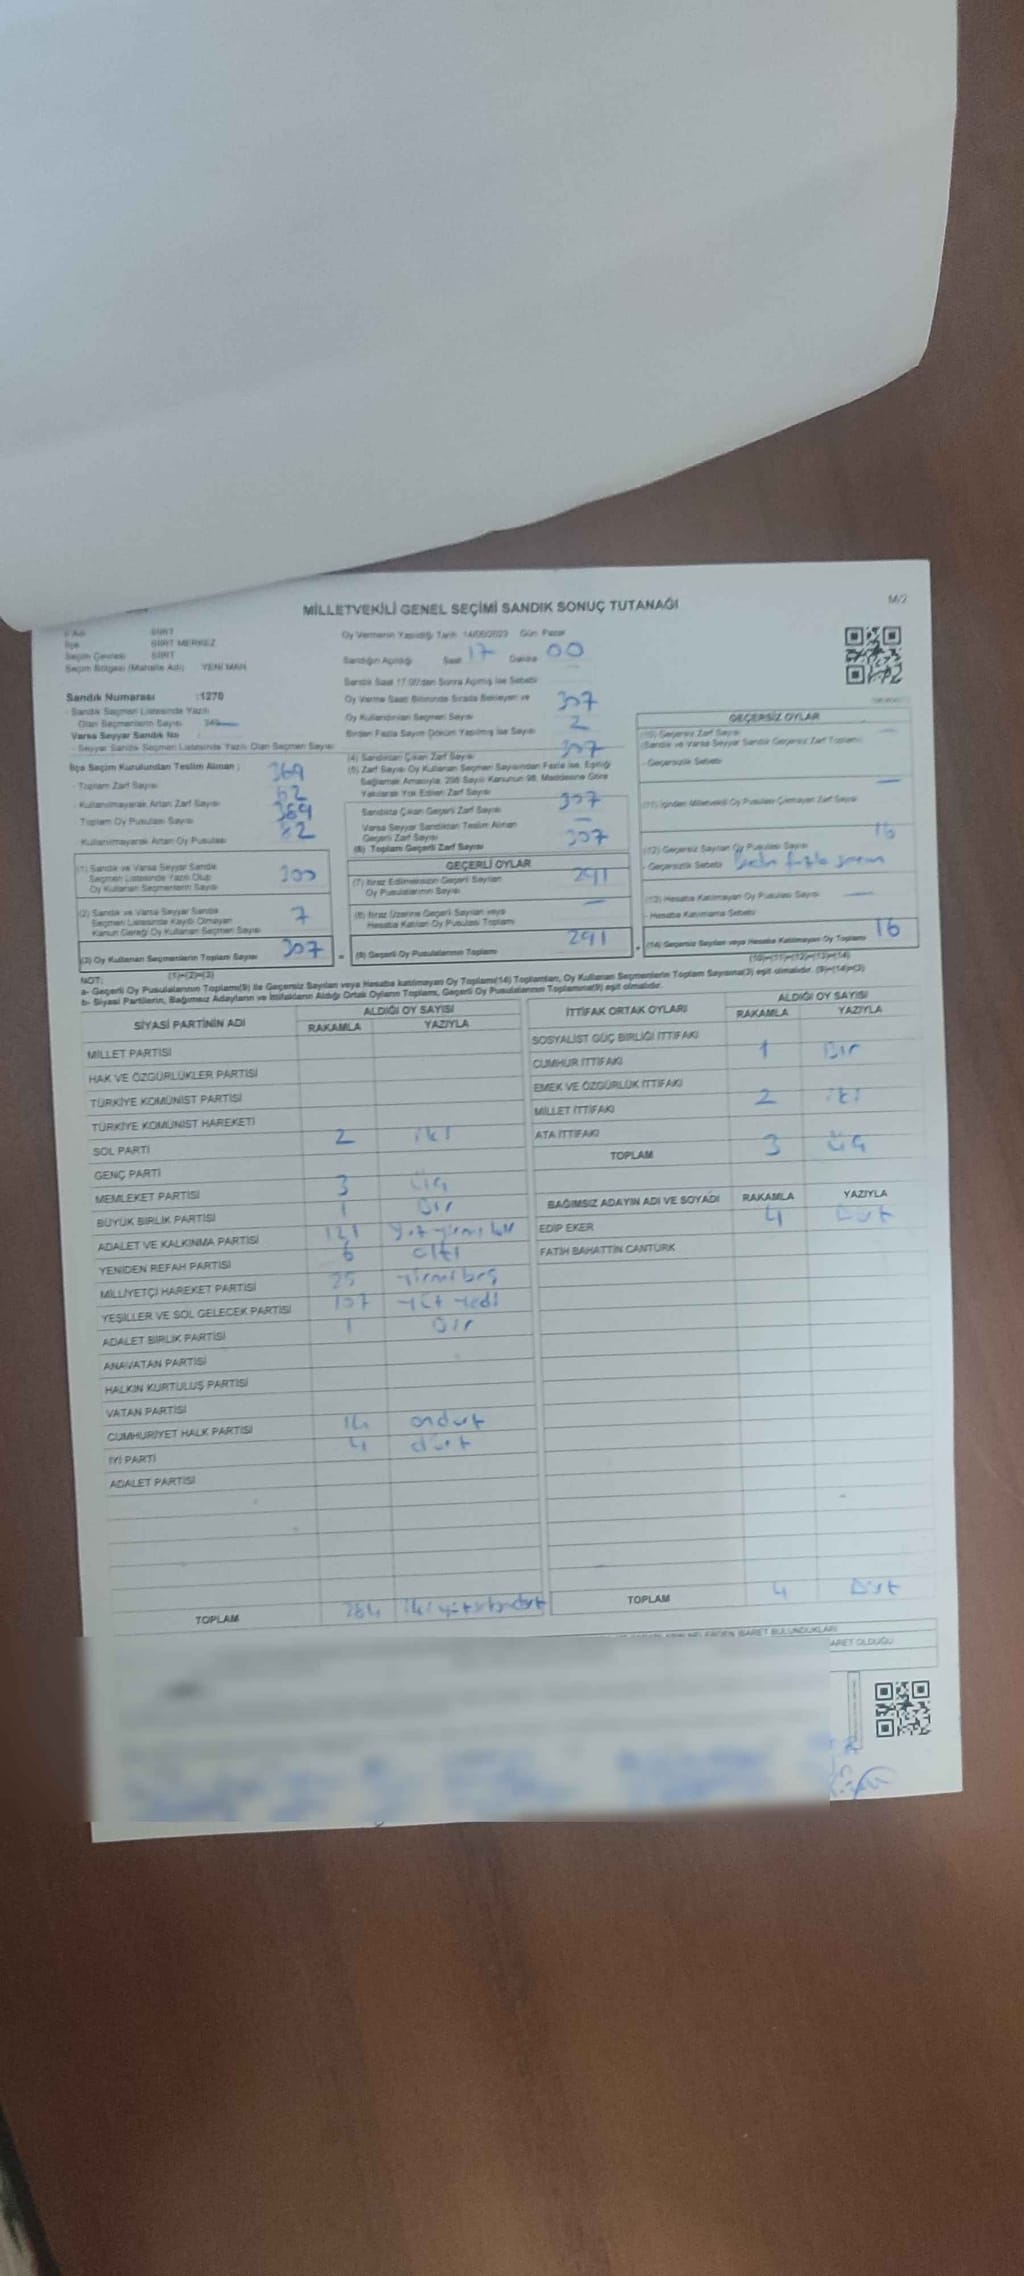 MİLLETVEKİLİ GENEL SEÇİMİ SANDIK SONUÇ TUTANAĞI
M/2
SİİRT
SİİRT MERKEZ
Seçim Çevresi SİİRT
Seçim Bölgesi (Mahalle Adı) YENİ MAH.
Sandık Numarası :1270
- Sandık Seçmen Listesinde Yazılı
Olan Seçmenlerin Sayısı
Varsa Seyyar Sandık No
- Seyyar Sandık Seçmen Listesinde Yazılı Olan Seçmen Sayısı
İlçe Seçim Kurulundan Teslim Alınan :
- Toplam Zarf Sayısı 369
- Kullanılmayarak Artan Zarf Sayısı 62
- Toplam Oy Pusulası Sayısı 369
- Kullanılmayarak Artan Oy Pusulası 62
(1) Sandık ve Varsa Seyyar Sandık
Seçmen Listesinde Yazılı Olup
Oy Kullanan Seçmenlerin Sayısı 300
(2) Sandık ve Varsa Seyyar Sandık
Seçmen Listesinde Kayıtlı Olmayan
Kanun Gereği Oy Kullanan Seçmen Sayısı 7
(3) Oy Kullanan Seçmenlerin Toplam Sayısı 307
Oy Vermenin Yapıldığı Tarih 14/05/2023 Gün Pazar
Sandığın Açıldığı Saat 17 Dakika 00
Sandık Saat 17.00'den Sonra Açılmış İse Sebebi
Oy Verme Saati Bitiminde Sırada Bekleyen ve
Oy Kullandırılan Seçmen Sayısı 307
Birden Fazla Sayım Döküm Yapılmış İse Sayısı 2
(4) Sandıktan Çıkan Zarf Sayısı 307
(5) Zarf Sayısı Oy Kullanan Seçmen Sayısından Fazla ise, Eşitliği
Sağlamak Amacıyla, 298 Sayılı Kanunun 98. Maddesine Göre
Yakılarak Yok Edilen Zarf Sayısı
Sandıkta Çıkan Geçerli Zarf Sayısı 307
Varsa Seyyar Sandıktan Teslim Alınan
Geçerli Zarf Sayısı
(6) Toplam Geçerli Zarf Sayısı 307
GEÇERLİ OYLAR
(7) İtiraz Edilmeksizin Geçerli Sayılan
Oy Pusulalarının Sayısı 291
(8) İtiraz Üzerine Geçerli Sayılan veya
Hesaba Katılan Oy Pusulası Toplamı
(9) Geçerli Oy Pusulalarının Toplamı 291
GEÇERSİZ OYLAR
(10) Geçersiz Zarf Sayısı
(Sandık ve Varsa Seyyar Sandık Geçersiz Zarf Toplamı)
- Geçersizlik Sebebi
(11) İçinden Milletvekili Oy Pusulası Çıkmayan Zarf Sayısı
(12) Geçersiz Sayılan Oy Pusulası Sayısı 16
- Geçersizlik Sebebi
(13) Hesaba Katılmayan Oy Pusulası Sayısı
- Hesaba Katılmama Sebebi
(14) Geçersiz Sayılan veya Hesaba Katılmayan Oy Toplamı 16
NOT: (1)+(2)=(3) (10)+(11)+(12)+(13)=(14)
a- Geçerli Oy Pusulalarının Toplamı(9) ile Geçersiz Sayılan veya Hesaba katılmayan Oy Toplamı(14) Toplamları, Oy Kullanan Seçmenlerin Toplam Sayısına(3) eşit olmalıdır. (9)+(14)=(3)
b- Siyasi Partilerin, Bağımsız Adayların ve İttifakların Aldığı Ortak Oyların Toplamı, Geçerli Oy Pusulalarının Toplamına(9) eşit olmalıdır.
SİYASİ PARTİNİN ADI ALDIĞI OY SAYISI
RAKAMLA YAZIYLA
MİLLET PARTİSİ
HAK VE ÖZGÜRLÜKLER PARTİSİ
TÜRKİYE KOMÜNİST PARTİSİ
TÜRKİYE KOMÜNİST HAREKETİ
SOL PARTİ 2 iki
GENÇ PARTİ
MEMLEKET PARTİSİ 3 üç
BÜYÜK BİRLİK PARTİSİ 1 Bir
ADALET VE KALKINMA PARTİSİ 121
YENİDEN REFAH PARTİSİ 6 altı
MİLLİYETÇİ HAREKET PARTİSİ 25 yirmibeş
YEŞİLLER VE SOL GELECEK PARTİSİ 107 yüz yedi
ADALET BİRLİK PARTİSİ 1 Bir
ANAVATAN PARTİSİ
HALKIN KURTULUŞ PARTİSİ
VATAN PARTİSİ
CUMHURİYET HALK PARTİSİ 14 ondört
İYİ PARTİ 4 dört
ADALET PARTİSİ
TOPLAM 284
İTTİFAK ORTAK OYLARI ALDIĞI OY SAYISI
RAKAMLA YAZIYLA
SOSYALİST GÜÇ BİRLİĞİ İTTİFAKI
CUMHUR İTTİFAKI 1 Bir
EMEK VE ÖZGÜRLÜK İTTİFAKI
MİLLET İTTİFAKI 2 iki
ATA İTTİFAKI
TOPLAM 3 üç
BAĞIMSIZ ADAYIN ADI VE SOYADI RAKAMLA YAZIYLA
EDİP EKER 4 Dört
FATİH BAHATTİN CANTÜRK
TOPLAM 4 Dört